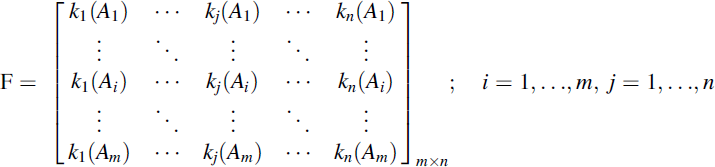 k₁(A₁) ⋯ kⱼ(A₁) ⋯ kₙ(A₁)
⋮ ⋱ ⋮ ⋱ ⋮
F = [ k₁(Aᵢ) ⋯ kⱼ(Aᵢ) ⋯ kₙ(Aᵢ) ] ; i = 1,…,m, j = 1,…,n
⋮ ⋱ ⋮ ⋱ ⋮
k₁(Aₘ) ⋯ kⱼ(Aₘ) ⋯ kₙ(Aₘ) m×n